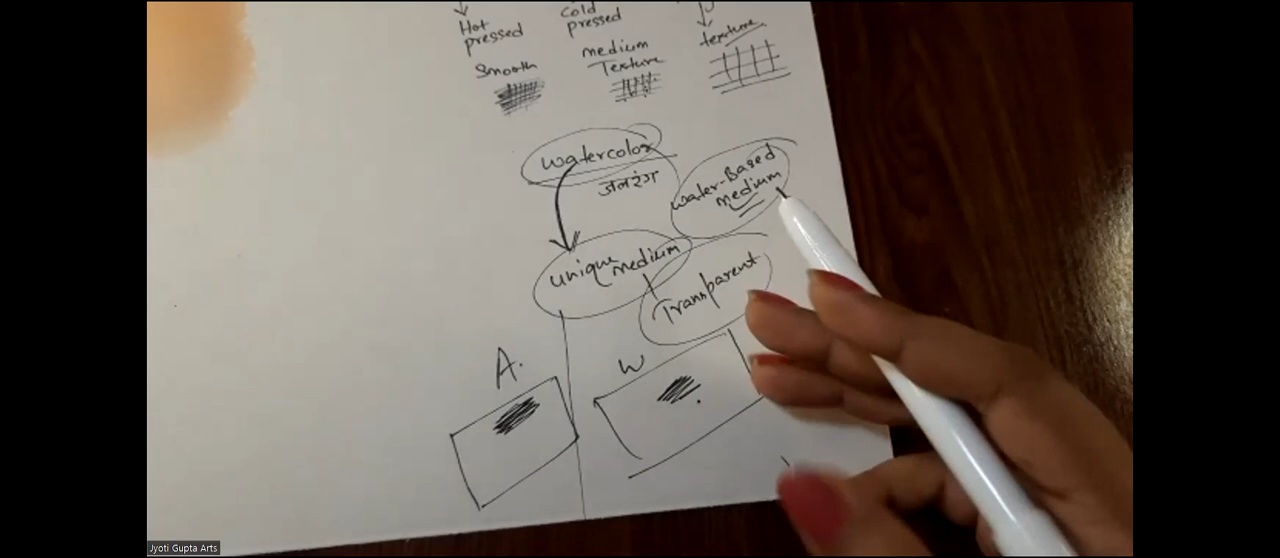 Hot
pressed
Smooth
Cold
pressed
medium
Texture
texture
watercolor
जलरंग
water-Based
medium
unique medium
Transparent
A.
W
Jyoti Gupta Arts